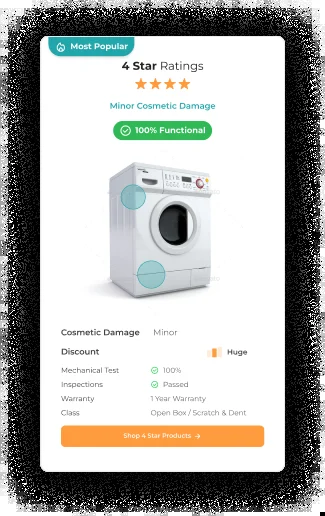 Most Popular
4 Star Ratings
Minor Cosmetic Damage
100% Functional
Cosmetic Damage Minor
Discount Huge
Mechanical Test 100%
Inspections Passed
Warranty 1 Year Warranty
Class Open Box / Scratch & Dent
Shop 4 Star Products →